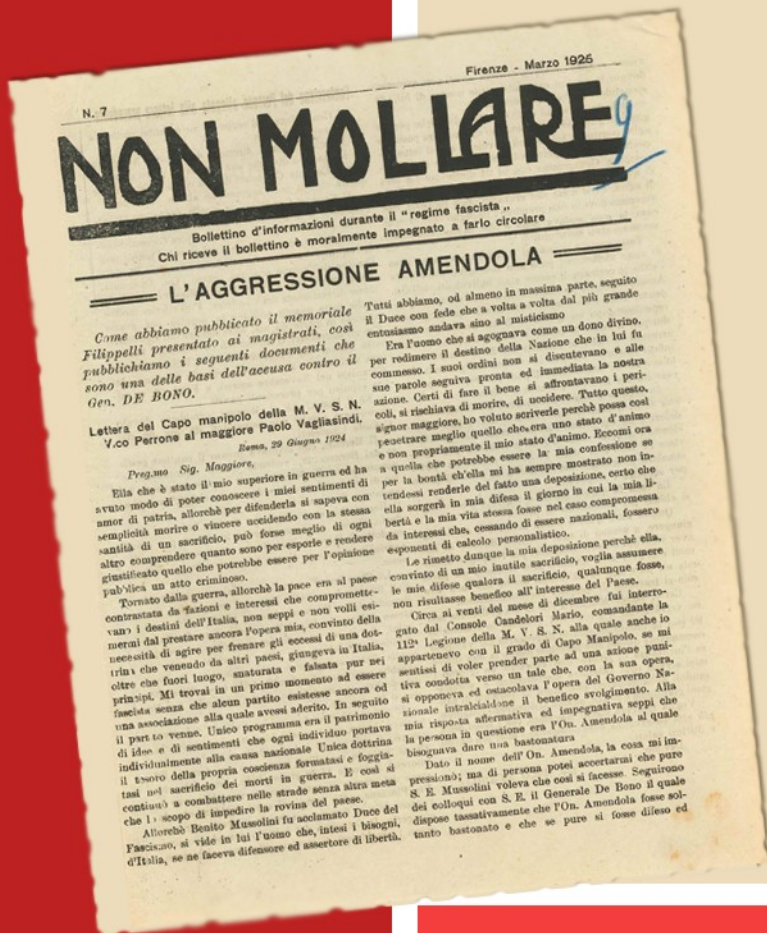 N. 7
Firenze - Marzo 1925
NON MOLLARE
9
Bollettino d'informazioni durante il "regime fascista „
Chi riceve il bollettino è moralmente impegnato a farlo circolare
L'AGGRESSIONE AMENDOLA
Come abbiamo pubblicato il memoriale
Filippelli presentato ai magistrati, così
pubblichiamo i seguenti documenti che
sono una delle basi dell'aceusa contro il
Gen. DE BONO.
Lettera del Capo manipolo della M. V. S. N.
V.co Perrone al maggiore Paolo Vagliasindi.
Roma, 29 Giugno 1924
Preg.mo Sig. Maggiore,
Ella che è stato il mio superiore in guerra ed ha
avuto modo di poter conoscere i miei sentimenti di
amor di patria, allorchè per difenderla si sapeva con
semplicità morire o vincere uccidendo con la stessa
santità di un sacrificio, può forse meglio di ogni
altro comprendere quanto sono per esporle e rendere
giustificato quello che potrebbe essere per l'opinione
pubblica un atto criminoso.
Tornato dalla guerra, allorchè la pace era al paese
contrastata da fazioni e interessi che compromette-
vano i destini dell'Italia, non seppi e non volli esi-
mermi dal prestare ancora l'opera mia, convinto della
necessità di agire per frenare gli eccessi di una dot-
trina che venendo da altri paesi, giungeva in Italia,
oltre che fuori luogo, snaturata e falsata pur nei
principi. Mi trovai in un primo momento ad essere
fascista senza che alcun partito esistesse ancora od
una associazione alla quale avessi aderito. In seguito
il partito venne. Unico programma era il patrimonio
di idee e di sentimenti che ogni individuo portava
individualmente alla causa nazionale Unica dottrina
il tesoro della propria coscienza formatasi e foggia-
tasi nel sacrificio dei morti in guerra. E così si
continuò a combattere nelle strade senza altra meta
che lo scopo di impedire la rovina del paese.
Allorchè Benito Mussolini fu acclamato Duce del
Fascismo, si vide in lui l'uomo che, intesi i bisogni,
d'Italia, se ne faceva difensore ed assertore di libertà.
Tutti abbiamo, od almeno in massima parte, seguito
il Duce con fede che a volta a volta dal più grande
entusiasmo andava sino al misticismo
Era l'uomo che si agognava come un dono divino,
per redimere il destino della Nazione che in lui fu
commesso. I suoi ordini non si discutevano e alle
sue parole seguiva pronta ed immediata la nostra
azione. Certi di fare il bene si affrontavano i peri-
coli, si rischiava di morire, di uccidere. Tutto questo,
signor maggiore, ho voluto scriverle perchè possa così
penetrare meglio quello che era uno stato d'animo
e non propriamente il mio stato d'animo. Eccomi ora
a quella che potrebbe essere la mia confessione se
per la bontà ch'ella mi ha sempre mostrato non in-
tendessi renderle del fatto una deposizione, certo che
ella sorgerà in mia difesa il giorno in cui la mia li-
bertà e la mia vita stessa fosse nel caso compromessa
da interessi che, cessando di essere nazionali, fossero
esponenti di calcolo personalistico.
Le rimetto dunque la mia deposizione perchè ella,
convinto di un mio inutile sacrificio, voglia assumere
le mie difese qualora il sacrificio, qualunque fosse,
non risultasse benefico all'interesse del Paese.
Circa ai venti del mese di dicembre fui interro-
gato dal Console Candelori Mario, comandante la
112ª Legione della M. V. S. N. alla quale anche io
appartenevo con il grado di Capo Manipolo, se mi
sentissi di voler prender parte ad una azione puni-
tiva condotta verso un tale che, con la sua opera,
si opponeva ed ostacolava l'opera del Governo Na-
zionale intralciandone il benefico svolgimento. Alla
mia risposta affermativa ed impegnativa seppi che
la persona in questione era l'On. Amendola al quale
bisognava dare una bastonatura
Dato il nome dell'On. Amendola, la cosa mi im-
pressionò; ma di persona potei accertarmi che pure
S. E. Mussolini voleva che così si facesse. Seguirono
dei colloqui con S. E. il Generale De Bono il quale
dispose tassativamente che l'On. Amendola fosse sol-
tanto bastonato e che se pure si fosse difeso ed